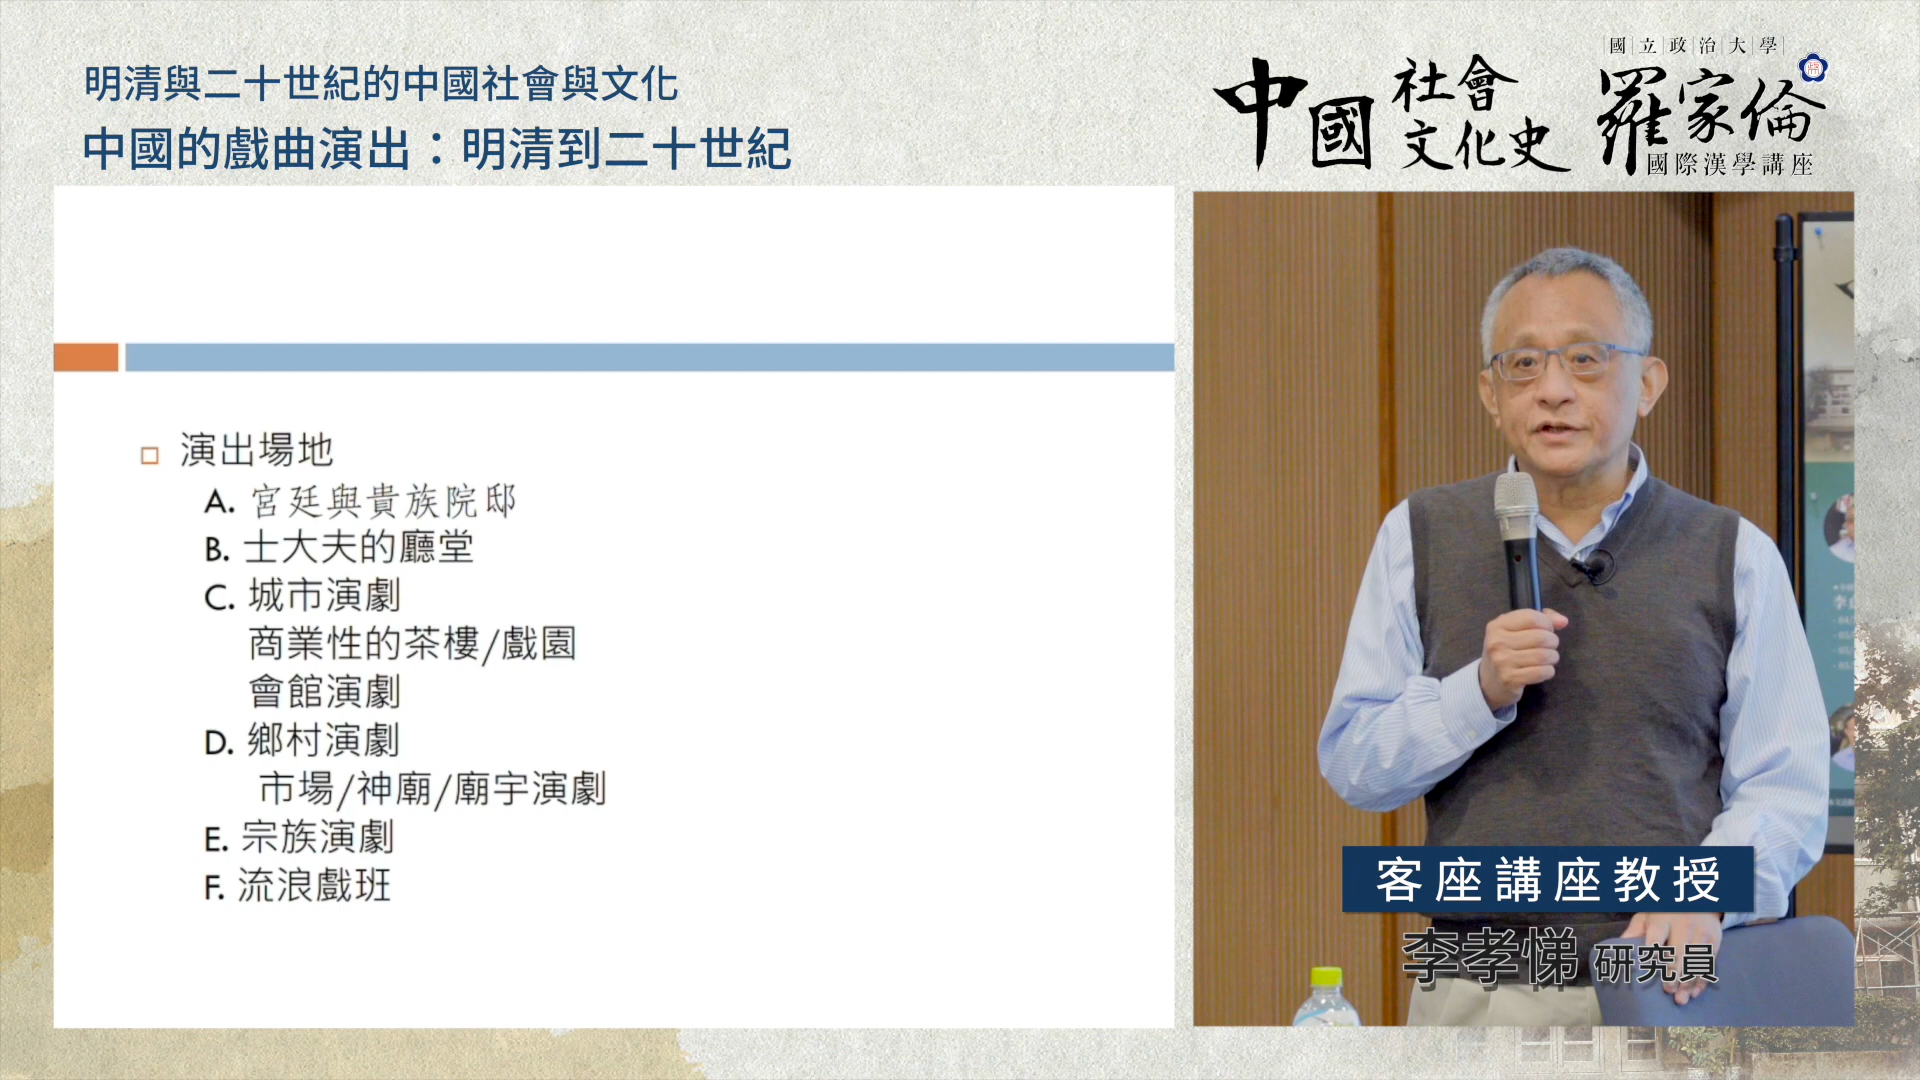 明清與二十世紀的中國社會與文化
中國的戲曲演出：明清到二十世紀
中國社會文化史
國立政治大學
羅家倫
國際漢學講座
演出場地
A. 宮廷與貴族院邸
B. 士大夫的廳堂
C. 城市演劇
商業性的茶樓/戲園
會館演劇
D. 鄉村演劇
市場/神廟/廟宇演劇
E. 宗族演劇
F. 流浪戲班
客座講座教授
李孝悌 研究員